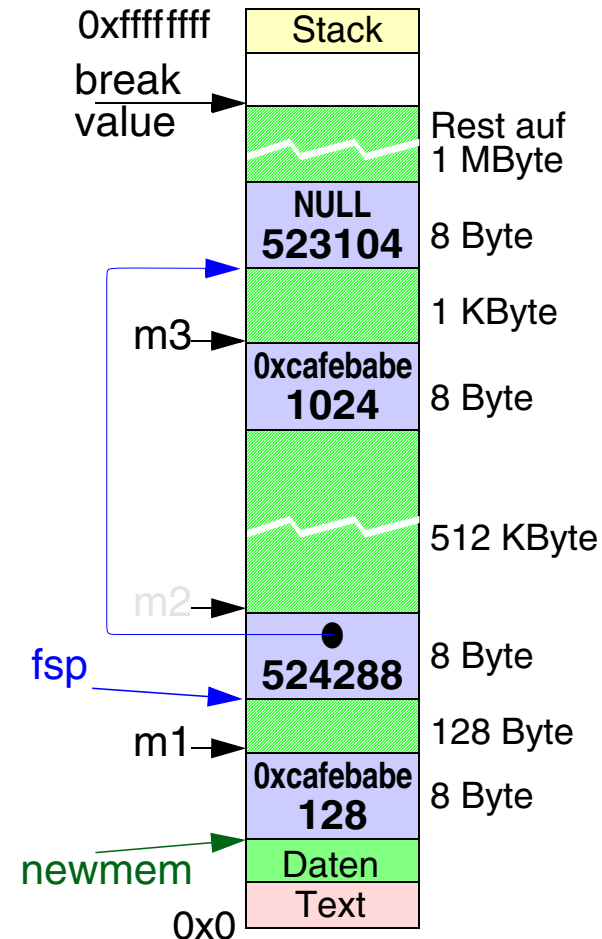 0xffffffff
Stack
break
value
Rest auf
1 MByte
NULL
523104
8 Byte
1 KByte
m3
0xcafebabe
1024
8 Byte
512 KByte
m2
524288
8 Byte
fsp
128 Byte
m1
0xcafebabe
128
8 Byte
newmem
Daten
Text
0x0